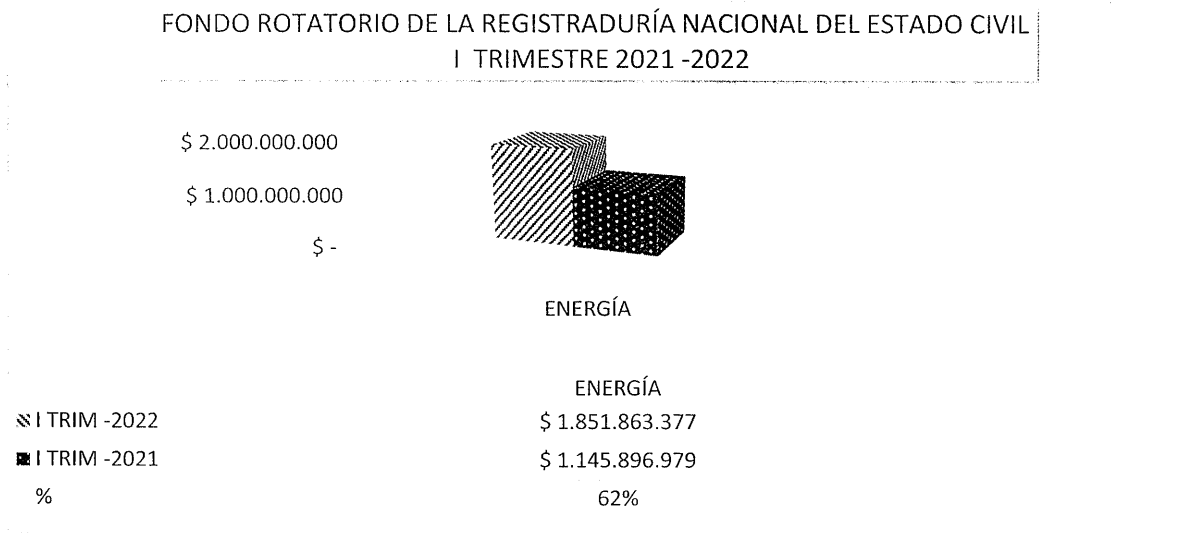 FONDO ROTATORIO DE LA REGISTRADURÍA NACIONAL DEL ESTADO CIVIL
I TRIMESTRE 2021 -2022
$ 2.000.000.000
$ 1.000.000.000
$ -
ENERGÍA
ENERGÍA
I TRIM -2022 $ 1.851.863.377
I TRIM -2021 $ 1.145.896.979
% 62%